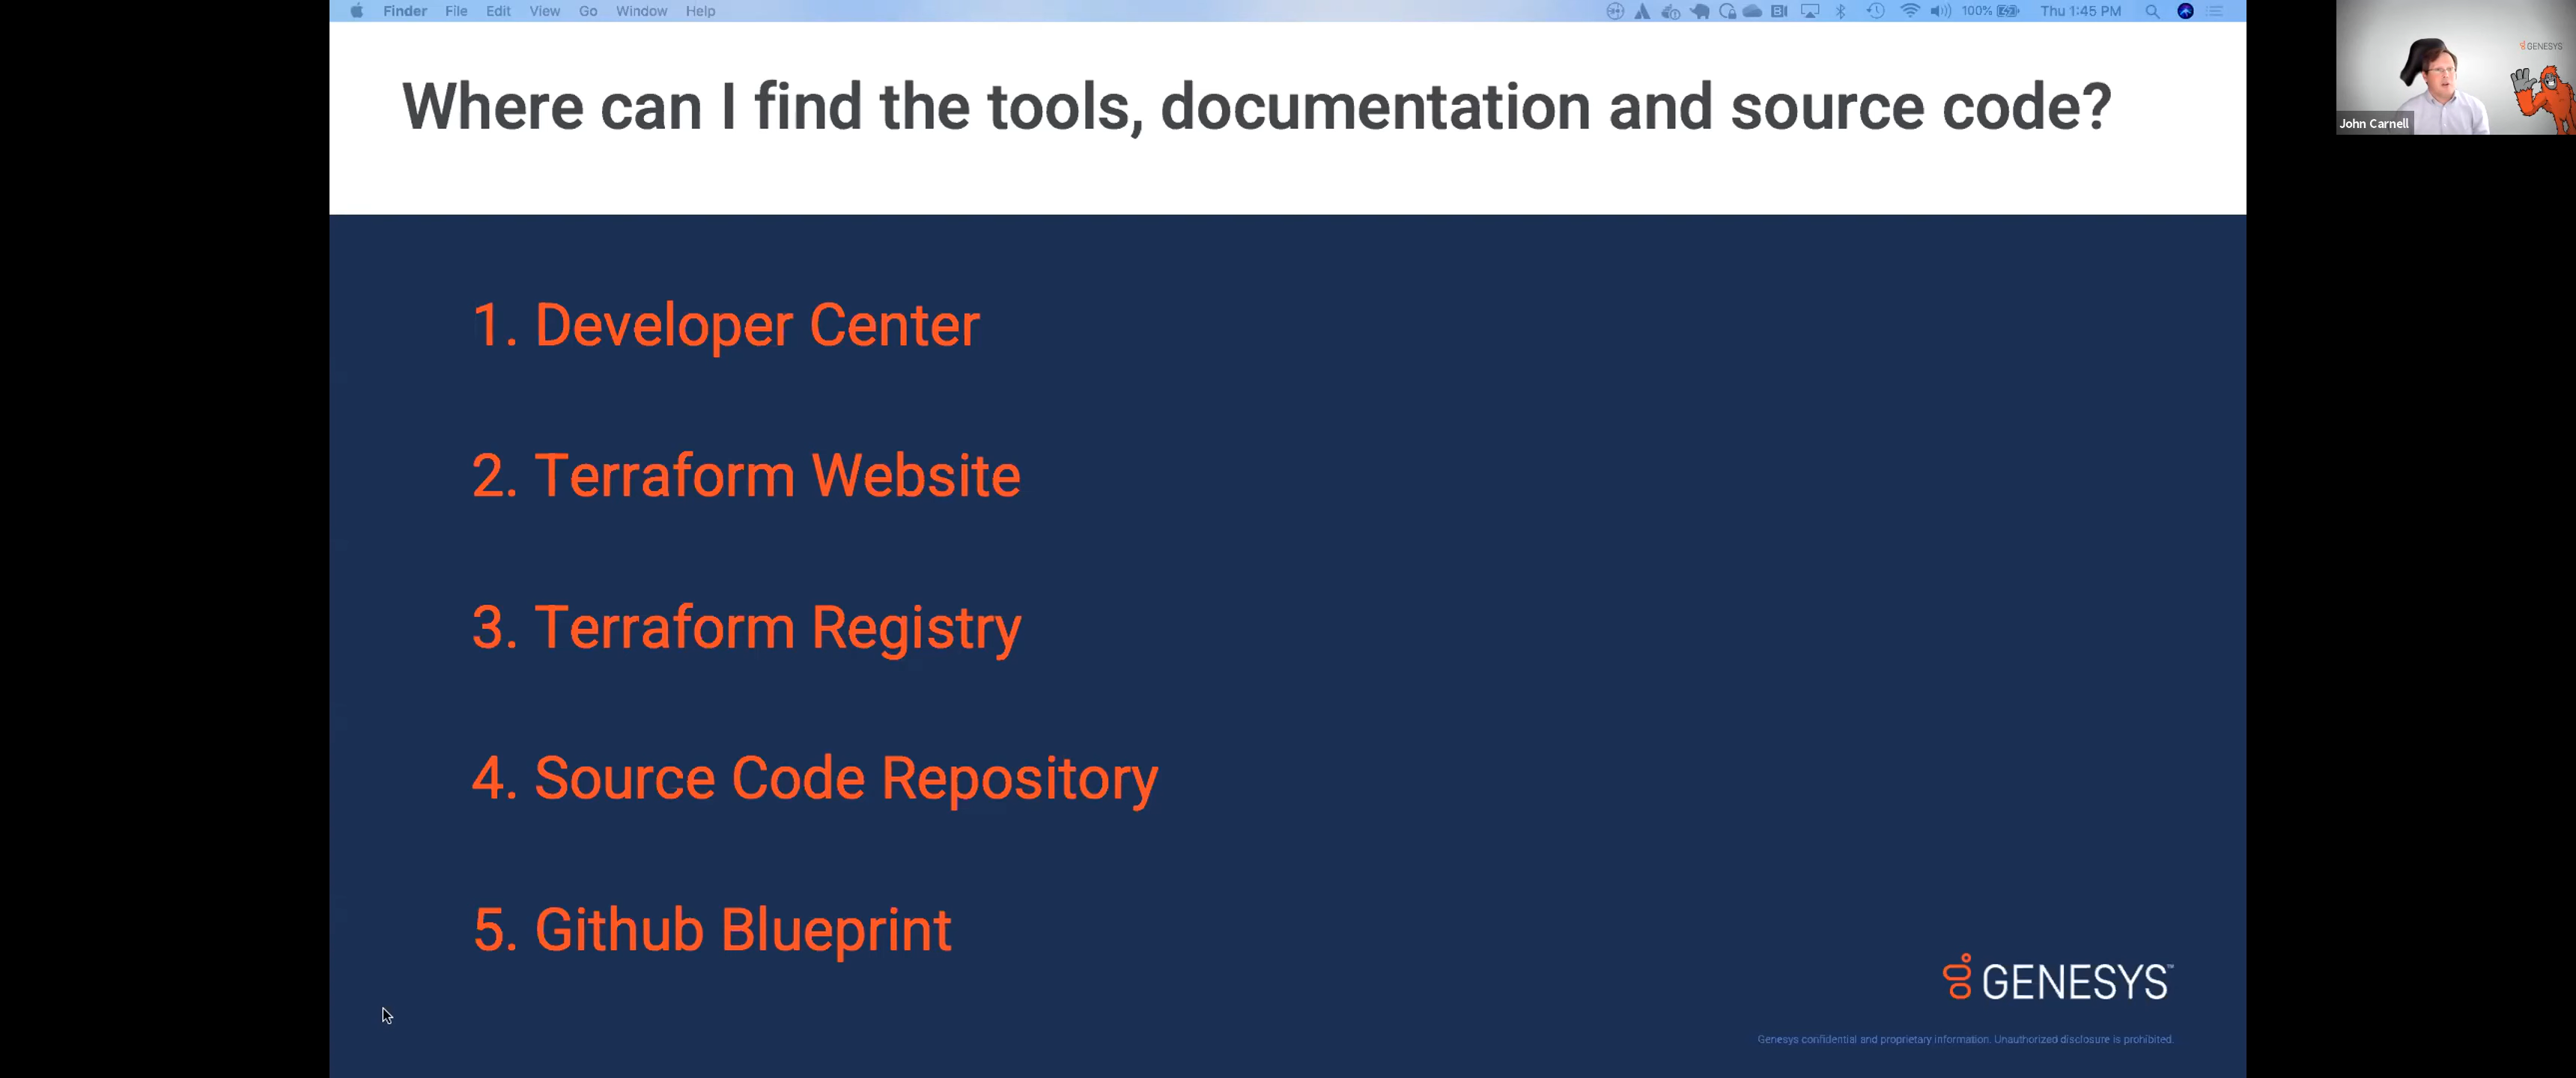 Finder File Edit View Go Window Help
100% Thu 1:45 PM
Where can I find the tools, documentation and source code?
1. Developer Center
2. Terraform Website
3. Terraform Registry
4. Source Code Repository
5. Github Blueprint
GENESYS™
Genesys confidential and proprietary information. Unauthorized disclosure is prohibited.
GENESYS
John Carnell